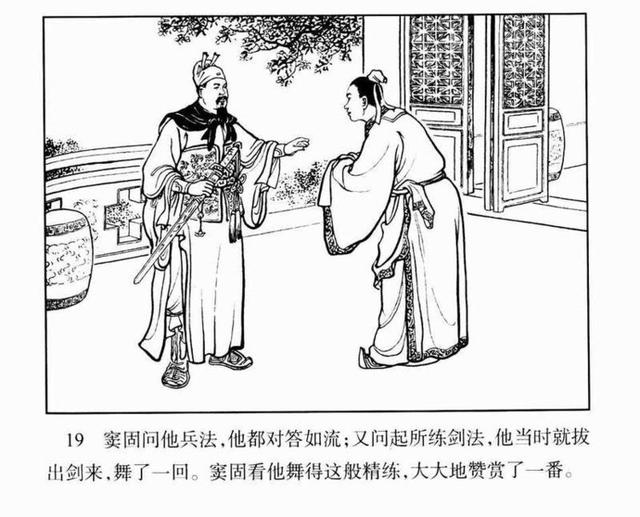 19 窦固问他兵法，他都对答如流；又问起所练剑法，他当时就拔
出剑来，舞了一回。窦固看他舞得这般精练，大大地赞赏了一番。